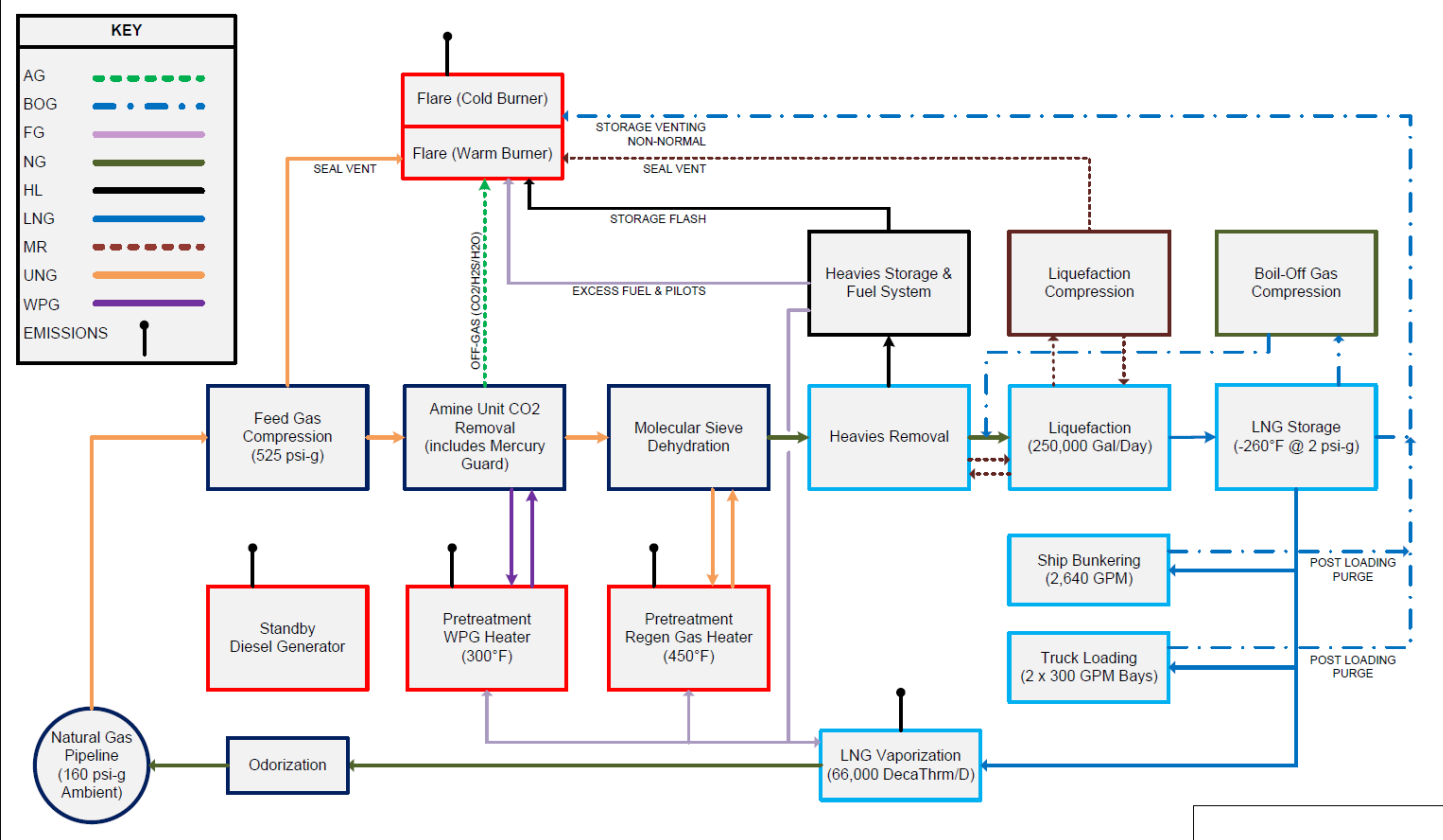 KEY
AG
BOG
FG
NG
HL
LNG
MR
UNG
WPG
EMISSIONS
Flare (Cold Burner)
Flare (Warm Burner)
STORAGE VENTING
NON-NORMAL
SEAL VENT
SEAL VENT
STORAGE FLASH
OFF-GAS (CO2/H2S/H2O)
EXCESS FUEL & PILOTS
Heavies Storage &
Fuel System
Liquefaction
Compression
Boil-Off Gas
Compression
Feed Gas
Compression
(525 psi-g)
Amine Unit CO2
Removal
(includes Mercury
Guard)
Molecular Sieve
Dehydration
Heavies Removal
Liquefaction
(250,000 Gal/Day)
LNG Storage
(-260°F @ 2 psi-g)
Ship Bunkering
(2,640 GPM)
POST LOADING
PURGE
Standby
Diesel Generator
Pretreatment
WPG Heater
(300°F)
Pretreatment
Regen Gas Heater
(450°F)
Truck Loading
(2 x 300 GPM Bays)
POST LOADING
PURGE
Natural Gas
Pipeline
(160 psi-g
Ambient)
Odorization
LNG Vaporization
(66,000 DecaThrm/D)